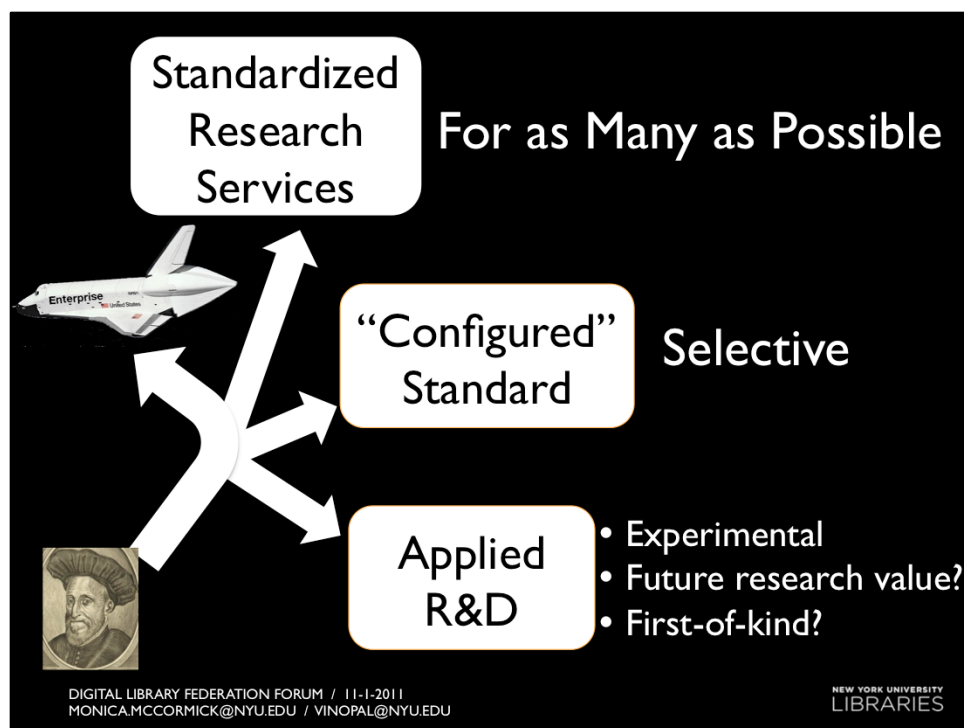 Standardized
Research
Services
For as Many as Possible
Enterprise
United States
“Configured”
Standard
Selective
Applied
R&D
• Experimental
• Future research value?
• First-of-kind?
DIGITAL LIBRARY FEDERATION FORUM / 11-1-2011
MONICA.MCCORMICK@NYU.EDU / VINOPAL@NYU.EDU
NEW YORK UNIVERSITY
LIBRARIES